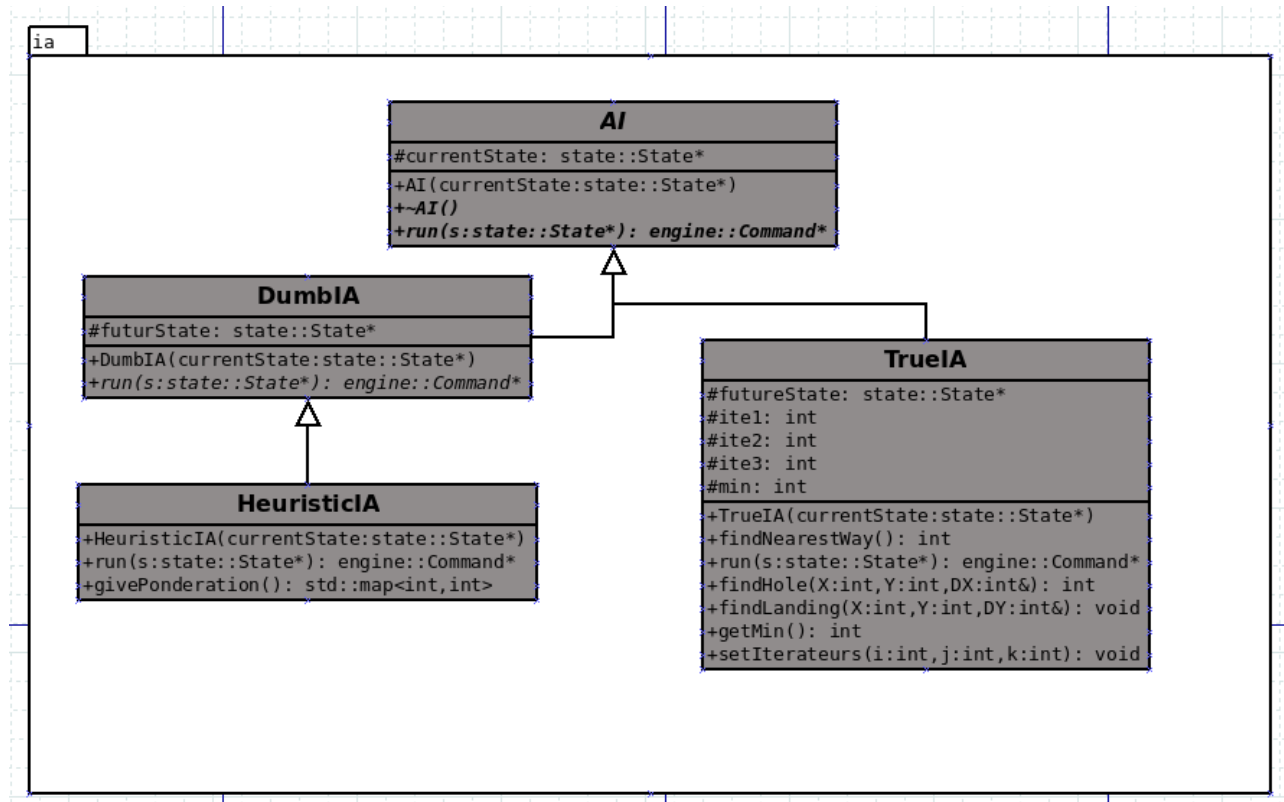 ia
AI
#currentState: state::State*
+AI(currentState:state::State*)
+~AI()
+run(s:state::State*): engine::Command*
DumbIA
#futurState: state::State*
+DumbIA(currentState:state::State*)
+run(s:state::State*): engine::Command*
HeuristicIA
+HeuristicIA(currentState:state::State*)
+run(s:state::State*): engine::Command*
+givePonderation(): std::map<int,int>
TrueIA
#futureState: state::State*
#ite1: int
#ite2: int
#ite3: int
#min: int
+TrueIA(currentState:state::State*)
+findNearestWay(): int
+run(s:state::State*): engine::Command*
+findHole(X:int,Y:int,DX:int&): int
+findLanding(X:int,Y:int,DY:int&): void
+getMin(): int
+setIterateurs(i:int,j:int,k:int): void